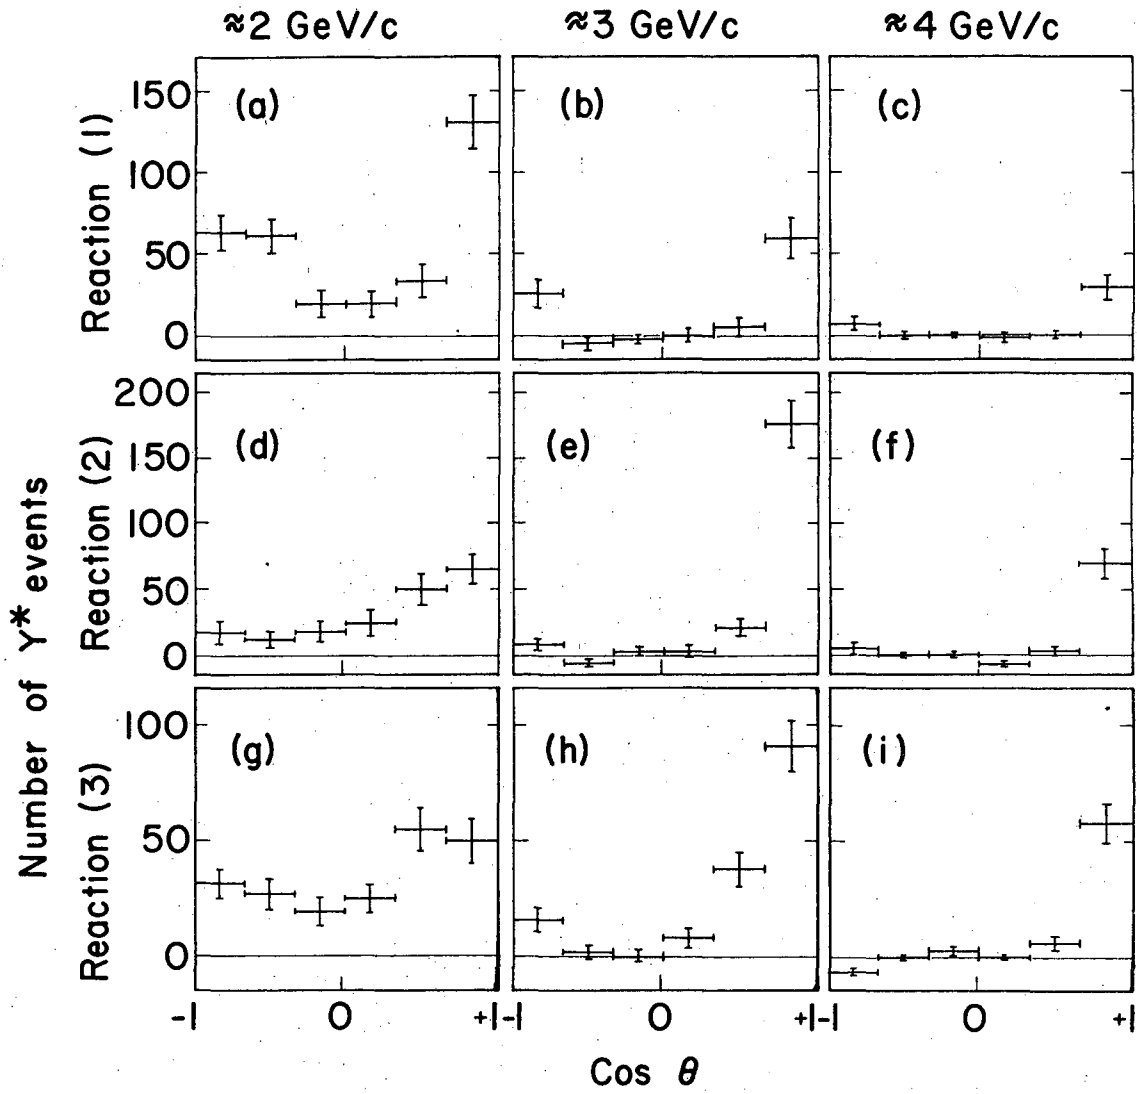 ≈2 GeV/c ≈3 GeV/c ≈4 GeV/c
Number of Y* events
Reaction (1)
150
100
50
0
(a) (b) (c)
Reaction (2)
200
150
100
50
0
(d) (e) (f)
Reaction (3)
100
50
0
(g) (h) (i)
-1 0 +1 -1 0 +1 -1 0 +1
Cos θ